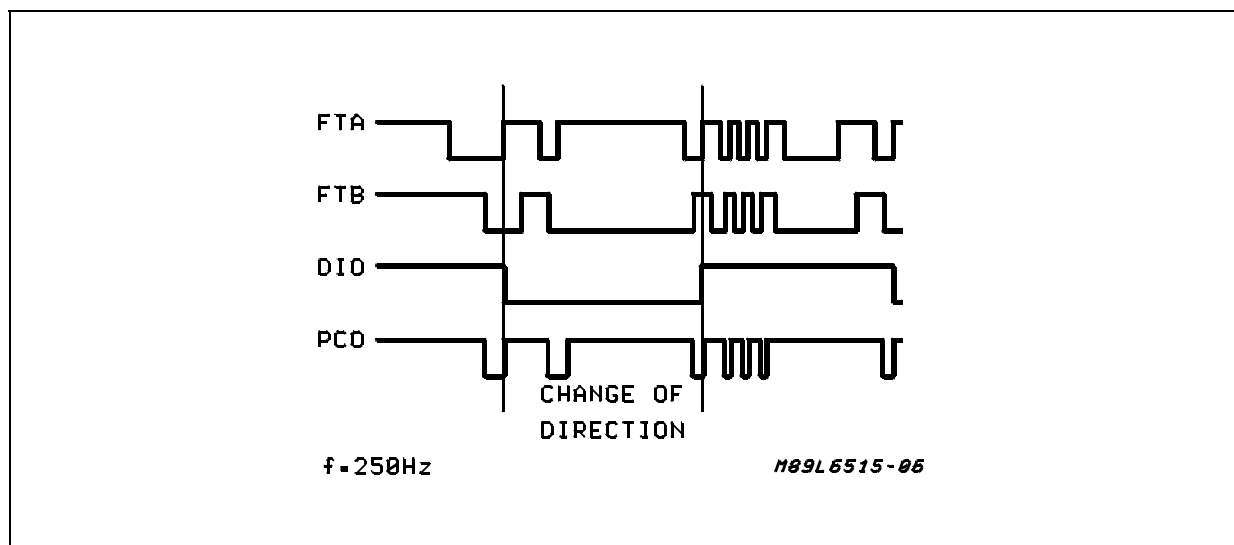 FTA
FTB
DIO
PCO
CHANGE OF
DIRECTION
f=250Hz
M89L6515-06